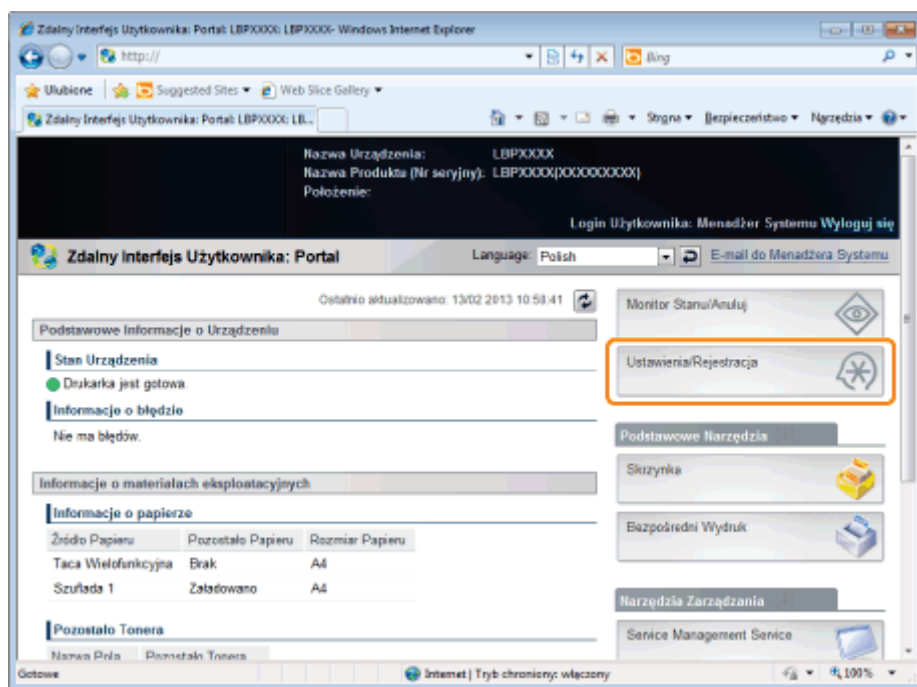 Zdalny Interfejs Użytkownika: Portal: LBPXXXX: LBPXXXX- Windows Internet Explorer
http://
Bing
Ulubione Suggested Sites Web Slice Gallery
Zdalny Interfejs Użytkownika: Portal: LBPXXXX: LB...
Strona Bezpieczeństwo Narzędzia
Nazwa Urządzenia: LBPXXXX
Nazwa Produktu (Nr seryjny): LBPXXXX(XXXXXXXXX)
Położenie:
Login Użytkownika: Menadżer Systemu Wyloguj się
Zdalny Interfejs Użytkownika: Portal
Language: Polish
E-mail do Menadżera Systemu
Ostatnio aktualizowano: 13/02 2013 10:58:41
Podstawowe Informacje o Urządzeniu
Stan Urządzenia
Drukarka jest gotowa.
Informacje o błędzie
Nie ma błędów.
Informacje o materiałach eksploatacyjnych
Informacje o papierze
Źródło Papieru Pozostało Papieru Rozmiar Papieru
Taca Wielofunkcyjna Brak A4
Szuflada 1 Załadowano A4
Pozostało Tonera
Nazwa Pola Pozostało Tonera
Monitor Stanu/Anuluj
Ustawienia/Rejestracja
Podstawowe Narzędzia
Skrzynka
Bezpośredni Wydruk
Narzędzia Zarządzania
Service Management Service
Gotowe
Internet | Tryb chroniony: włączony
100%